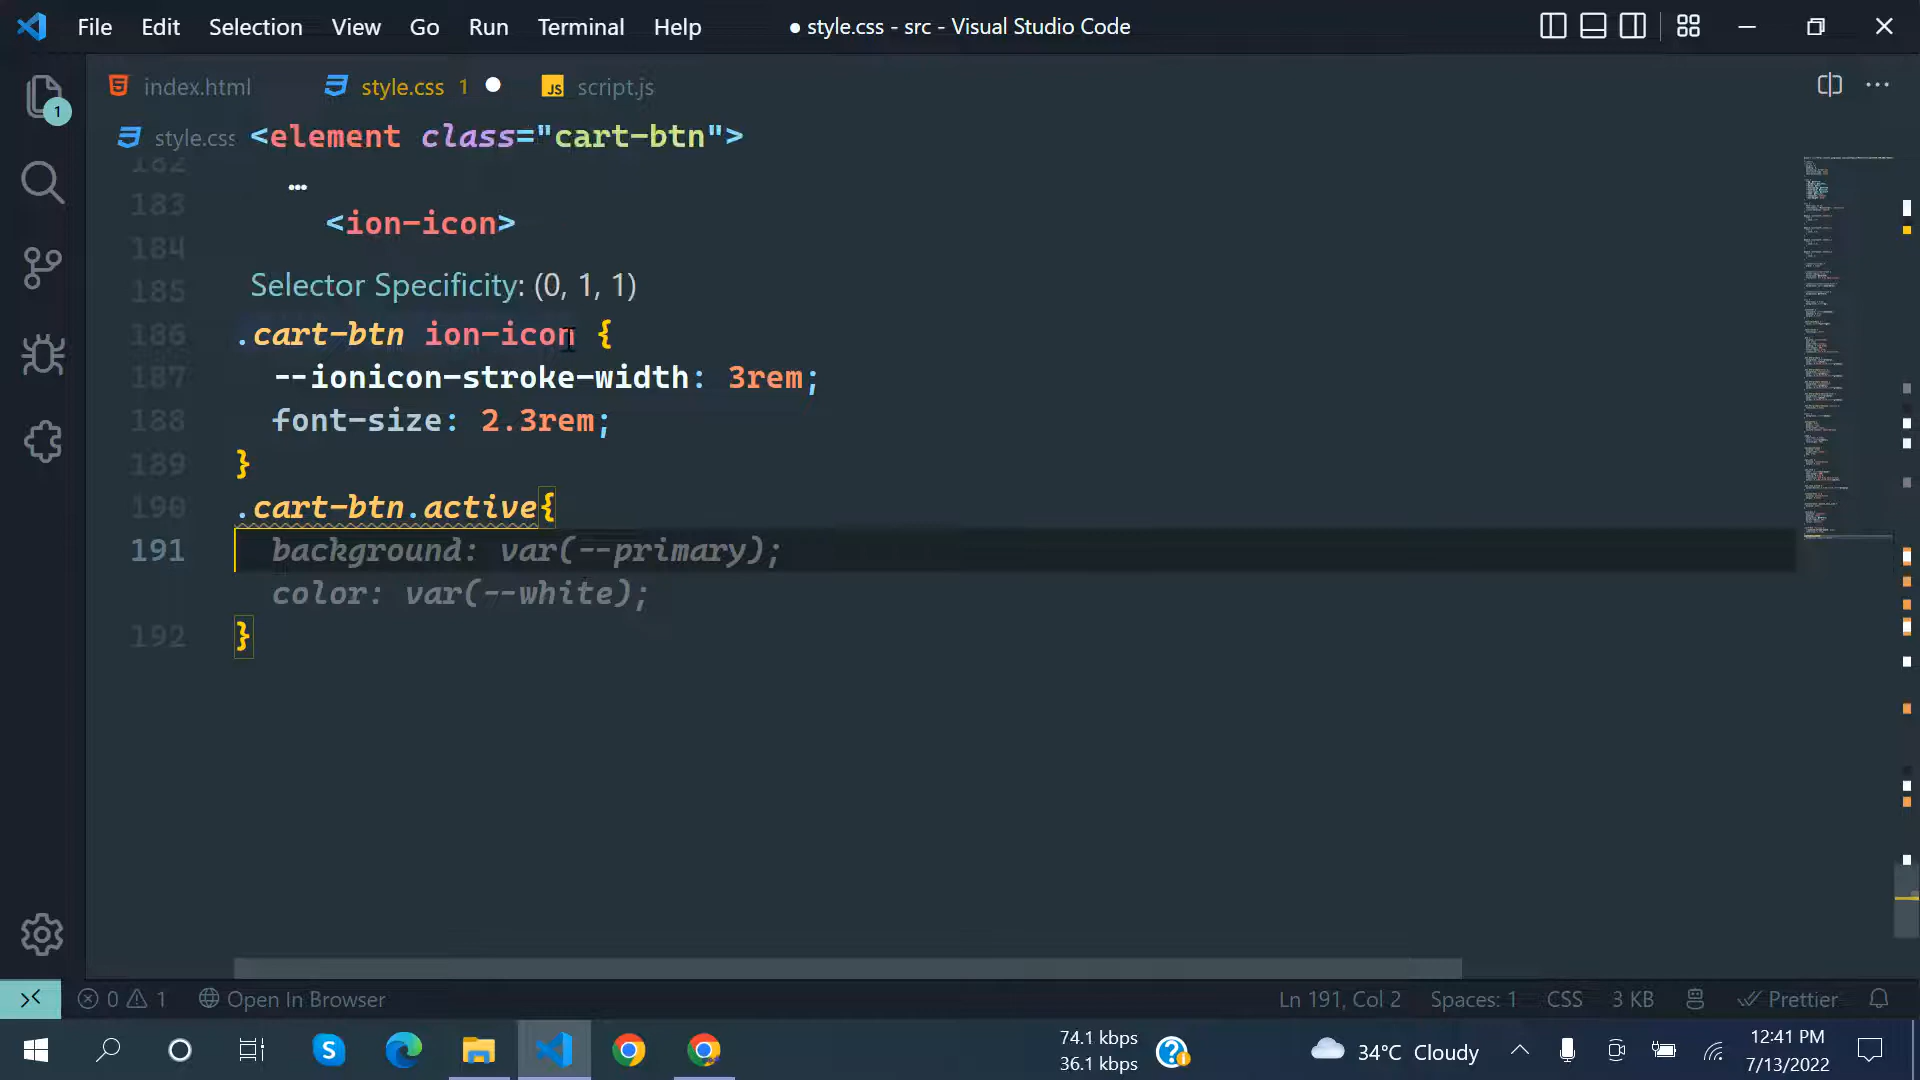 File Edit Selection View Go Run Terminal Help
● style.css - src - Visual Studio Code
1
index.html
style.css 1
JS script.js
style.css
<element class="cart-btn">
…
<ion-icon>
Selector Specificity: (0, 1, 1)
182
183
184
185
186 .cart-btn ion-icon {
187 --ionicon-stroke-width: 3rem;
188 font-size: 2.3rem;
189 }
190 .cart-btn.active{
191 background: var(--primary);
color: var(--white);
192 }
0 1 Open In Browser
Ln 191, Col 2 Spaces: 1 CSS 3 KB Prettier
74.1 kbps
36.1 kbps
34°C Cloudy
12:41 PM
7/13/2022